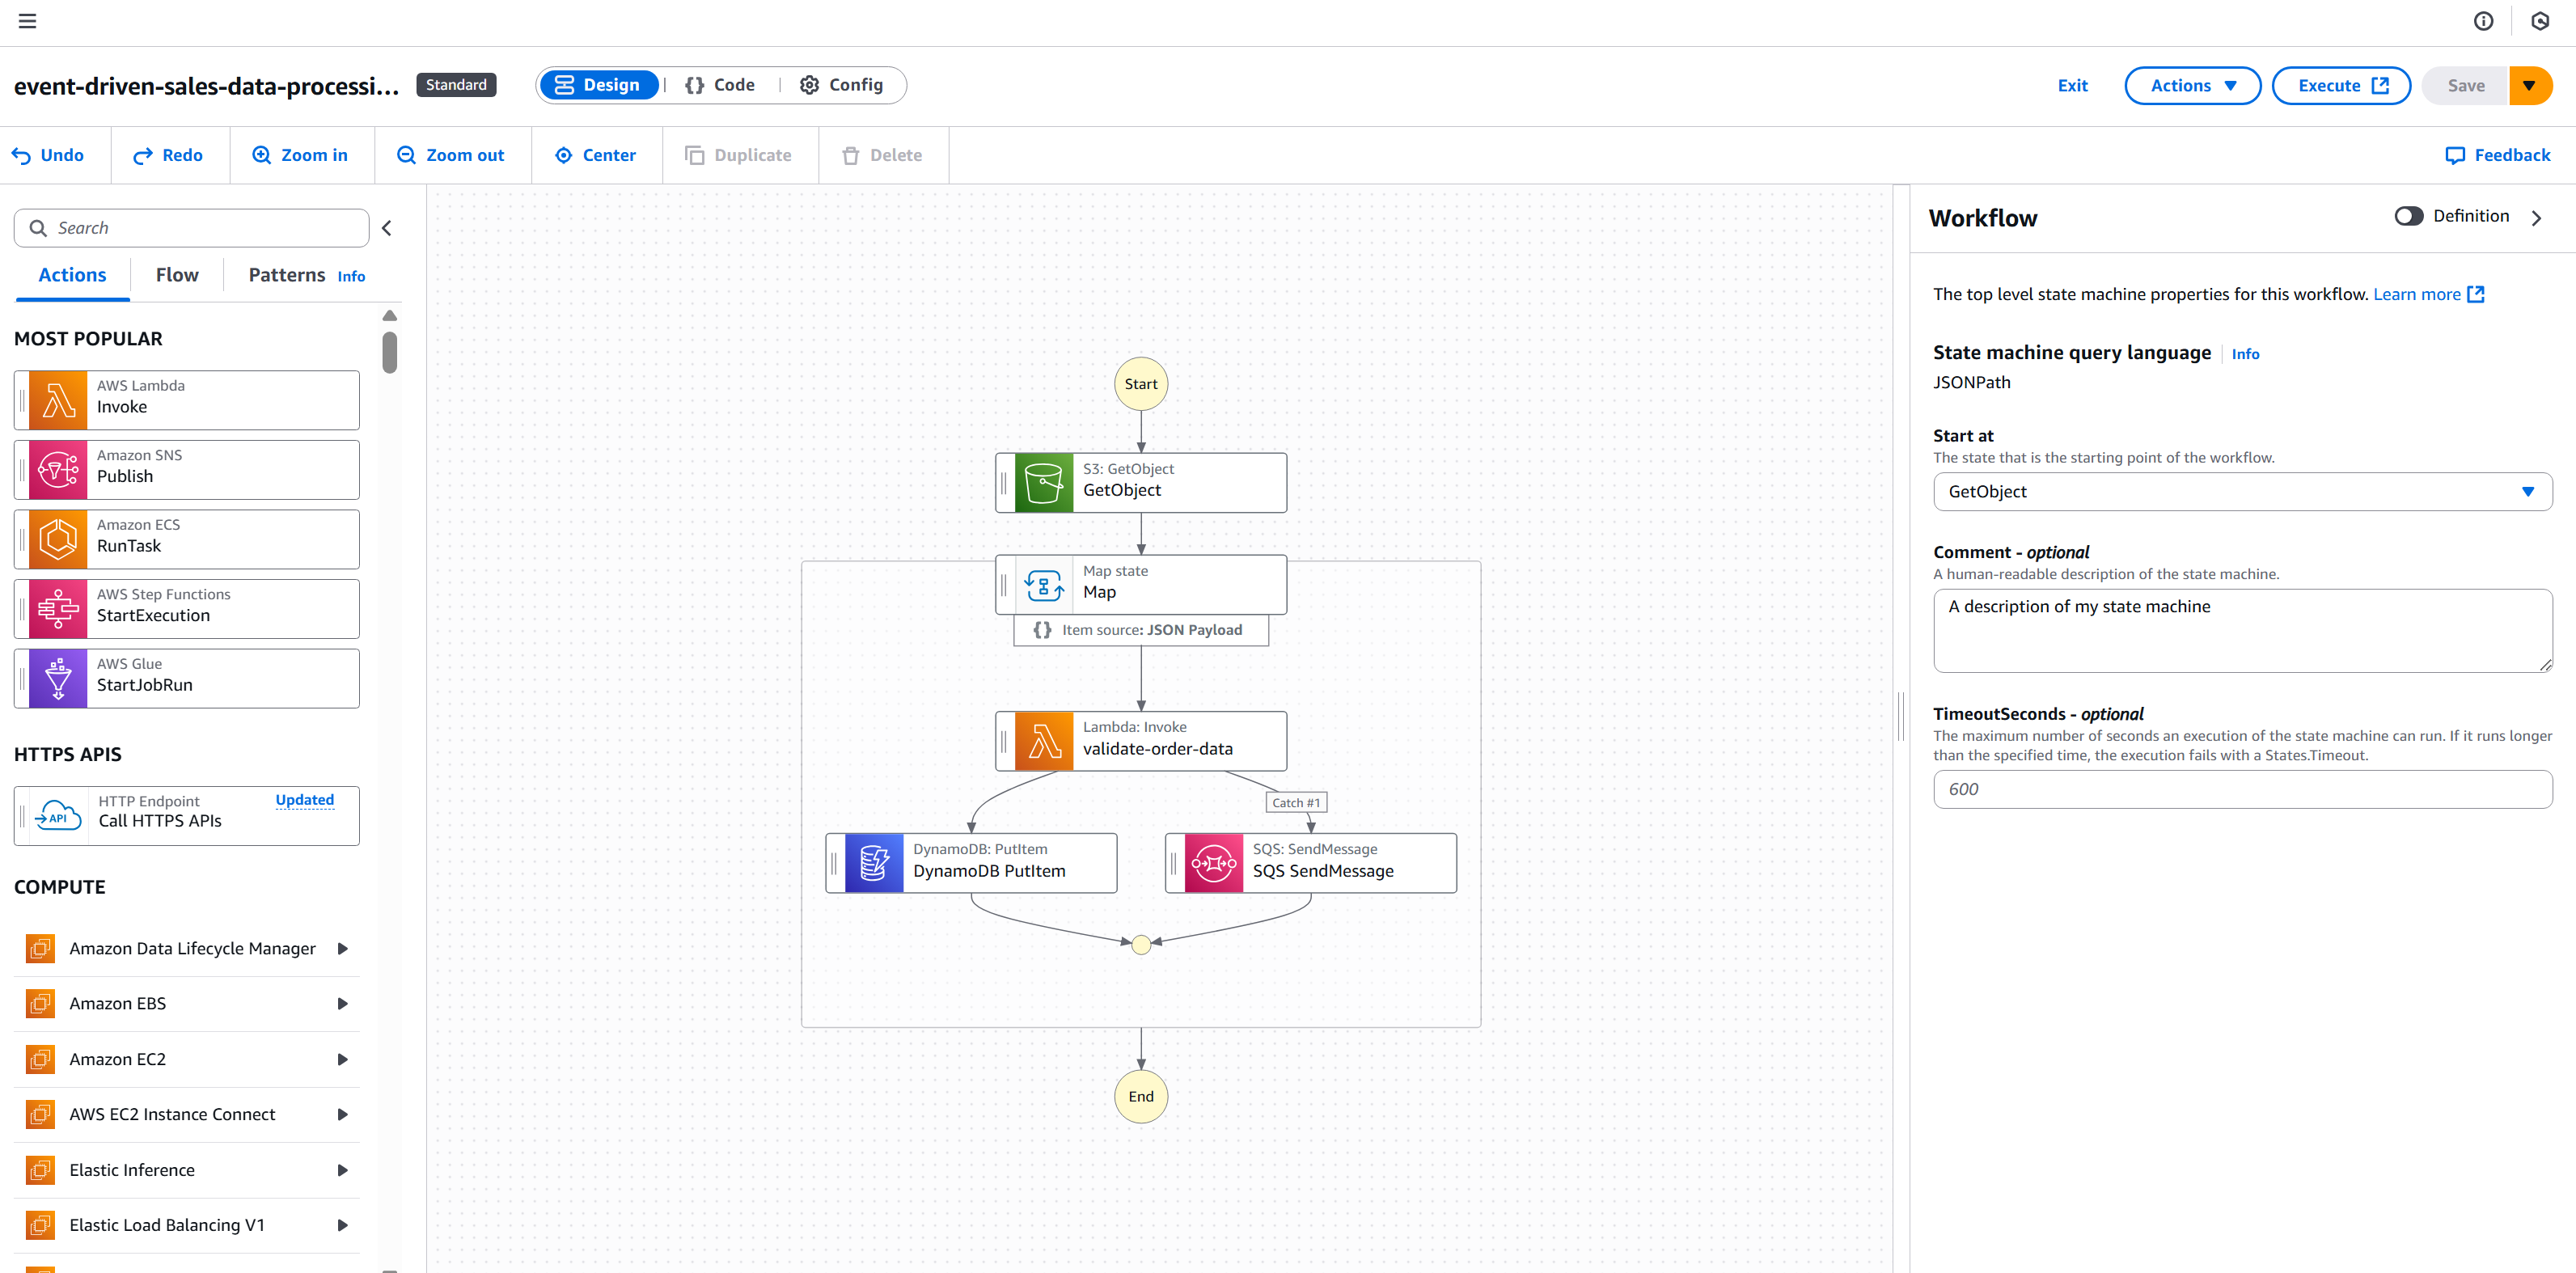 event-driven-sales-data-processi...
Standard
Design
Code
Config
Exit
Actions
Execute
Save
Undo
Redo
Zoom in
Zoom out
Center
Duplicate
Delete
Feedback
Search
Actions
Flow
Patterns
Info
MOST POPULAR
AWS Lambda
Invoke
Amazon SNS
Publish
Amazon ECS
RunTask
AWS Step Functions
StartExecution
AWS Glue
StartJobRun
HTTPS APIS
API
HTTP Endpoint
Updated
Call HTTPS APIs
COMPUTE
Amazon Data Lifecycle Manager
Amazon EBS
Amazon EC2
AWS EC2 Instance Connect
Elastic Inference
Elastic Load Balancing V1
Start
S3: GetObject
GetObject
Map state
Map
Item source: JSON Payload
Lambda: Invoke
validate-order-data
Catch #1
DynamoDB: PutItem
DynamoDB PutItem
SQS: SendMessage
SQS SendMessage
End
Workflow
Definition
The top level state machine properties for this workflow. Learn more
State machine query language
Info
JSONPath
Start at
The state that is the starting point of the workflow.
GetObject
Comment - optional
A human-readable description of the state machine.
A description of my state machine
TimeoutSeconds - optional
The maximum number of seconds an execution of the state machine can run. If it runs longer
than the specified time, the execution fails with a States.Timeout.
600